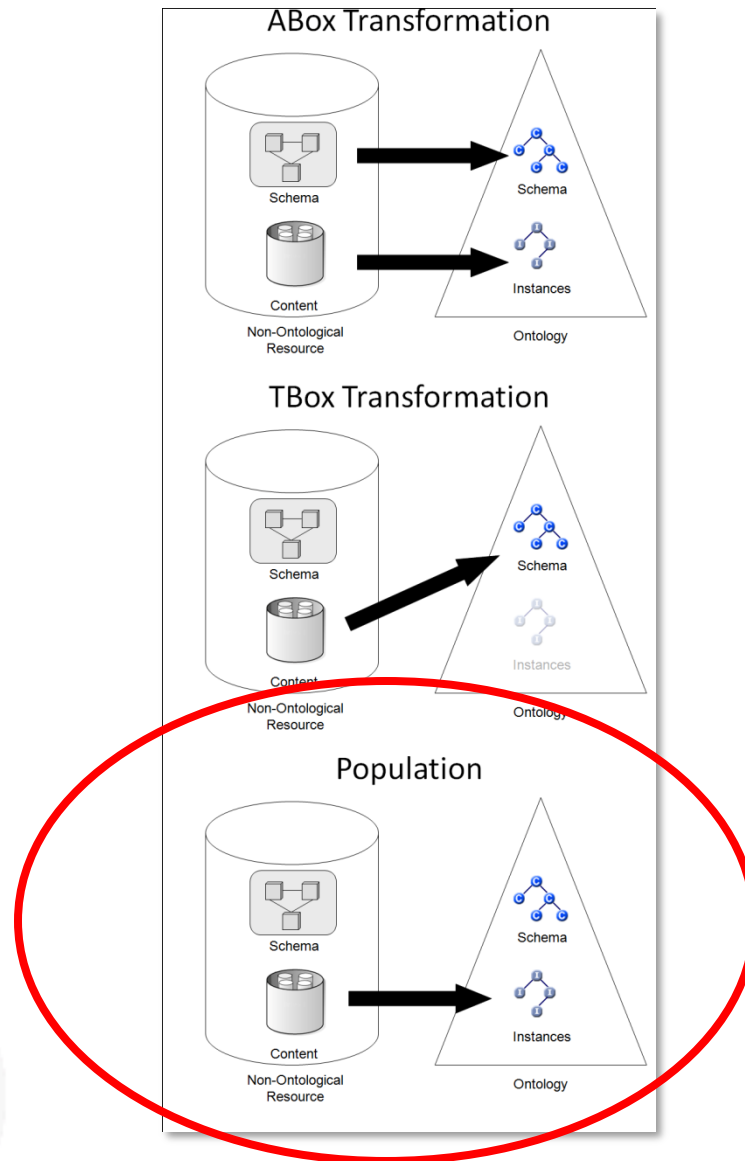 ABox Transformation
C
C C
C C
Schema
Schema
I
I I
I
Instances
Content
Non-Ontological
Resource
Ontology
TBox Transformation
C
C C
C C
Schema
Schema
I
I I
I
Instances
Content
Non-Ontological
Resource
Ontology
Population
C
C C
C C
Schema
Schema
I
I I
I
Instances
Content
Non-Ontological
Resource
Ontology